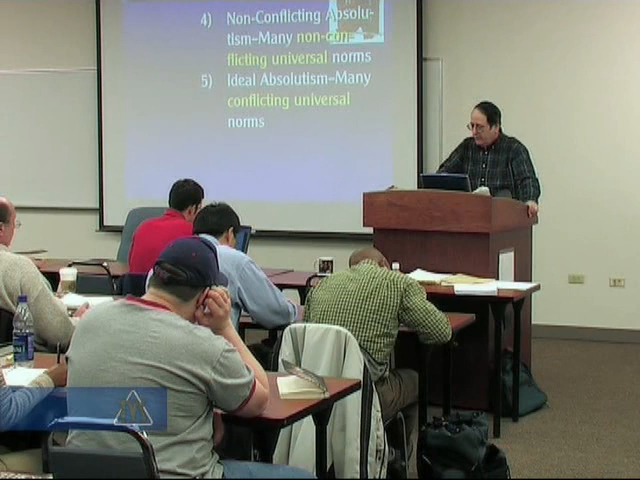 4) Non-Conflicting Absolu-
tism–Many non-con-
flicting universal norms
5) Ideal Absolutism–Many
conflicting universal
norms